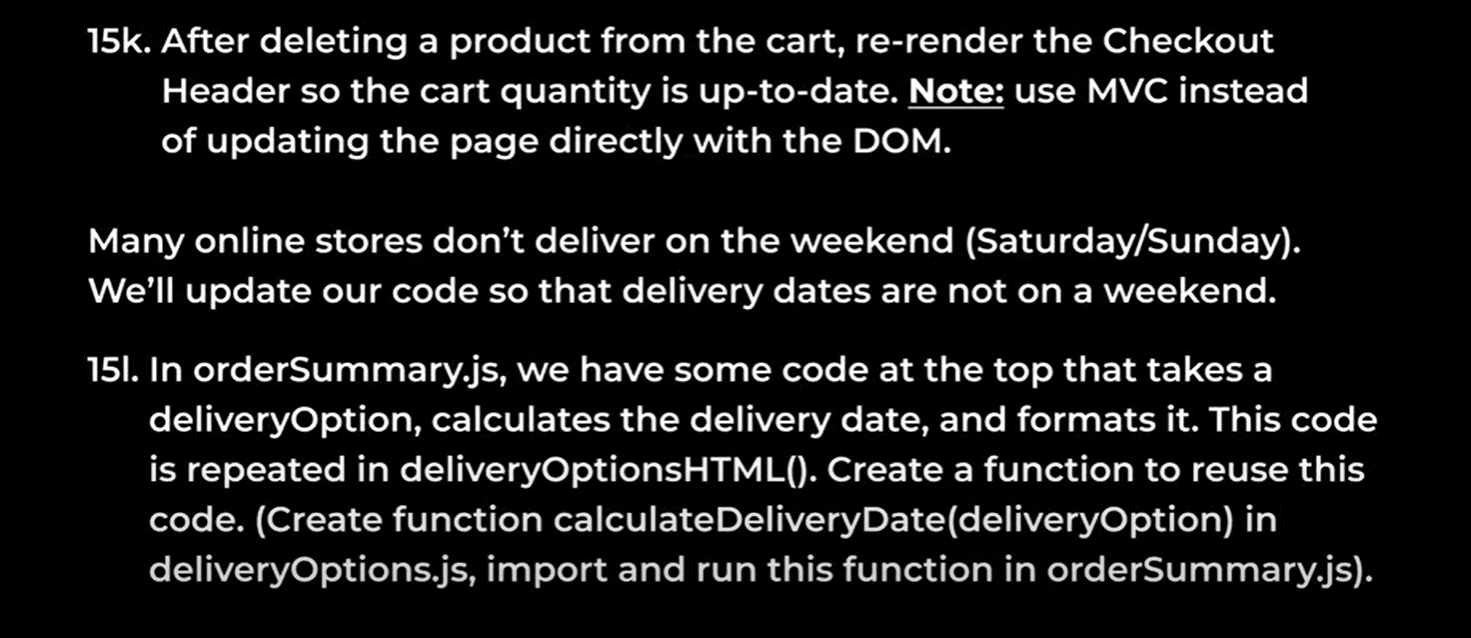 15k. After deleting a product from the cart, re-render the Checkout
Header so the cart quantity is up-to-date. Note: use MVC instead
of updating the page directly with the DOM.
Many online stores don’t deliver on the weekend (Saturday/Sunday).
We’ll update our code so that delivery dates are not on a weekend.
15l. In orderSummary.js, we have some code at the top that takes a
deliveryOption, calculates the delivery date, and formats it. This code
is repeated in deliveryOptionsHTML(). Create a function to reuse this
code. (Create function calculateDeliveryDate(deliveryOption) in
deliveryOptions.js, import and run this function in orderSummary.js).